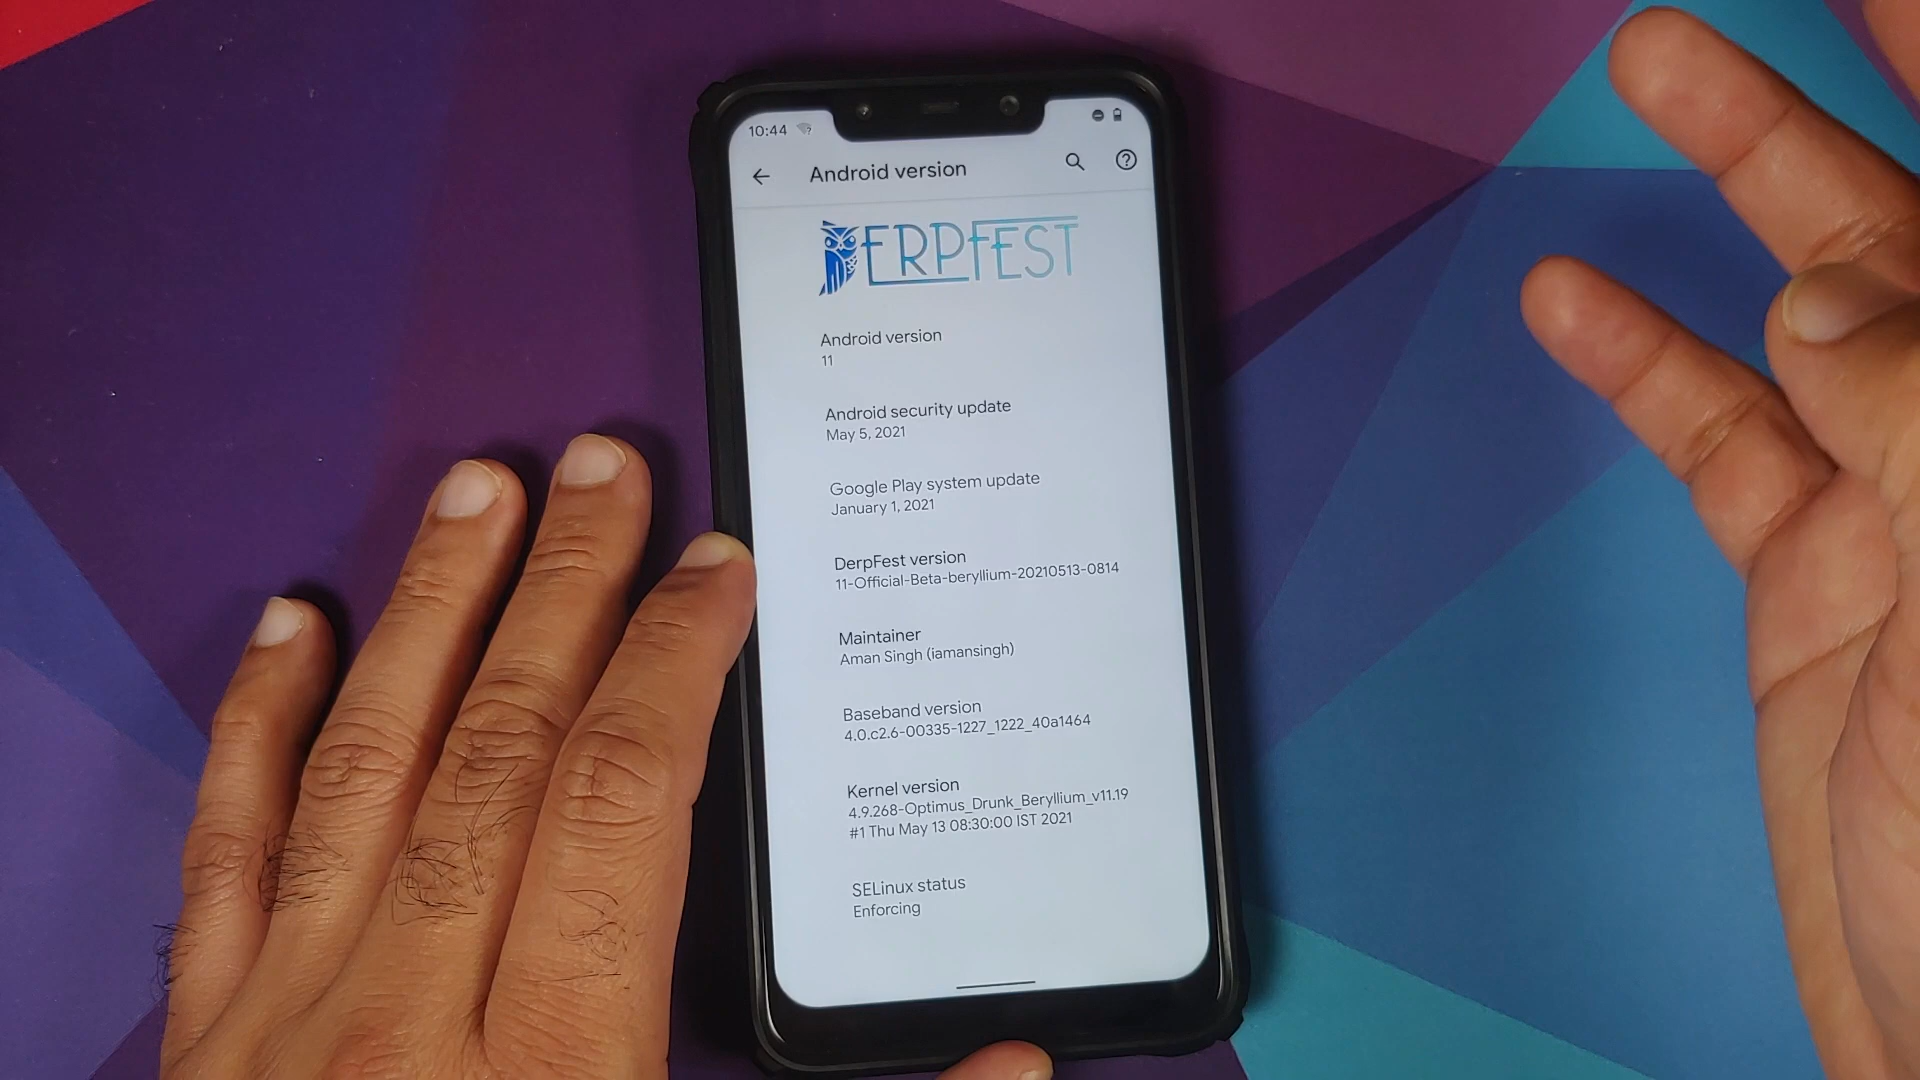 10:44
Android version
DERPFEST
Android version
11
Android security update
May 5, 2021
Google Play system update
January 1, 2021
DerpFest version
11-Official-Beta-beryllium-20210513-0814
Maintainer
Aman Singh (iamansingh)
Baseband version
4.0.c2.6-00335-1227_1222_40a1464
Kernel version
4.9.268-Optimus_Drunk_Beryllium_v11.19
#1 Thu May 13 08:30:00 IST 2021
SELinux status
Enforcing